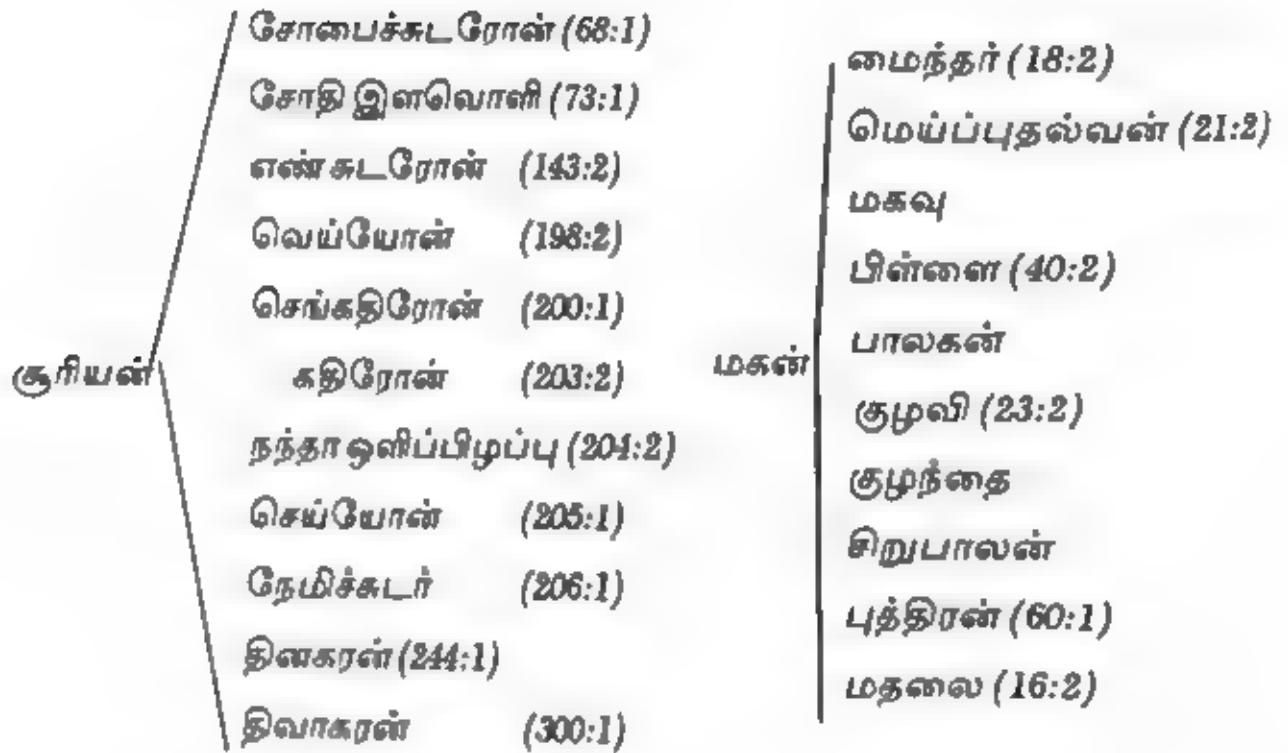 சூரியன்
சோபைச்சுடரோன் (68:1)
சோதி இளவொளி (73:1)
எண்சுடரோன் (143:2)
வெய்யோன் (198:2)
செங்கதிரோன் (200:1)
கதிரோன் (203:2)
நந்தா ஒளிப்பிழப்பு (204:2)
செய்யோன் (205:1)
நேமிச்சுடர் (206:1)
தினகரன் (244:1)
திவாகரன் (300:1)
மகன்
மைந்தர் (18:2)
மெய்ப்புதல்வன் (21:2)
மகவு
பிள்ளை (40:2)
பாலகன்
குழவி (23:2)
குழந்தை
சிறுபாலன்
புத்திரன் (60:1)
மதலை (16:2)